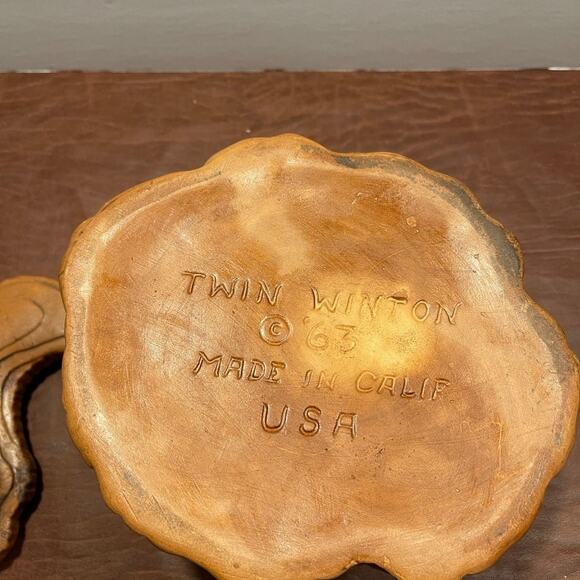 TWIN WINTON
© '63
MADE IN CALIF
USA